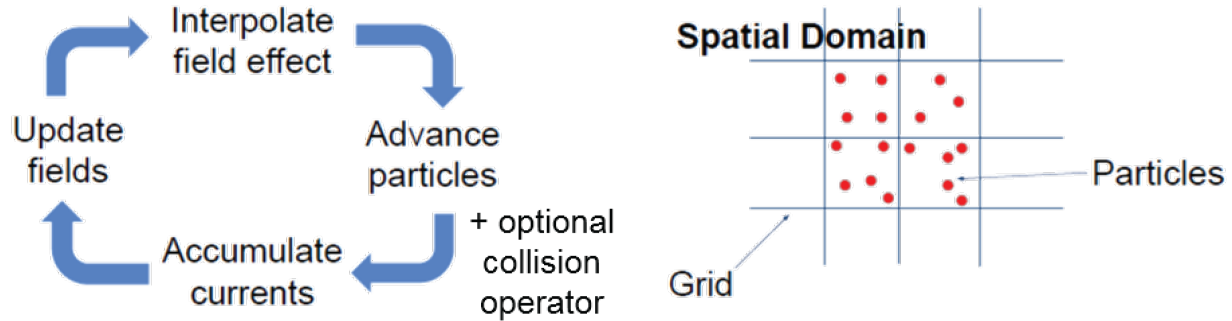 Interpolate
field effect
Advance
particles
+ optional
collision
operator
Accumulate
currents
Update
fields
Spatial Domain
Particles
Grid